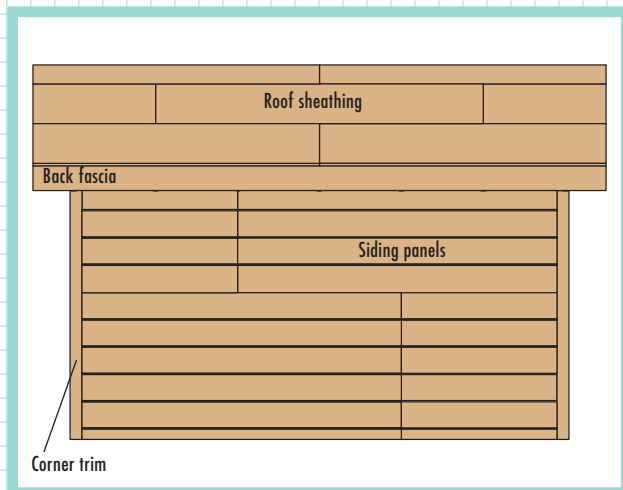 Roof sheathing
Back fascia
Siding panels
Corner trim